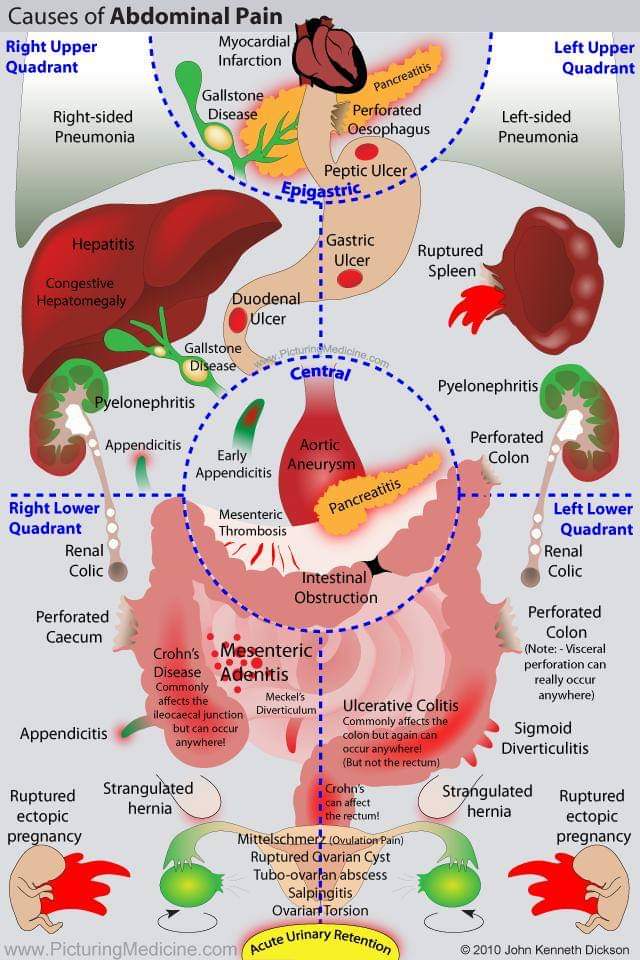 Causes of Abdominal Pain
Right Upper
Quadrant
Myocardial
Infarction
Left Upper
Quadrant
Pancreatitis
Gallstone
Disease
Perforated
Oesophagus
Right-sided
Pneumonia
Left-sided
Pneumonia
Peptic Ulcer
Epigastric
Hepatitis
Gastric
Ulcer
Ruptured
Spleen
Congestive
Hepatomegaly
Duodenal
Ulcer
Gallstone
Disease
www.PicturingMedicine.com
Central
Pyelonephritis
Pyelonephritis
Appendicitis
Early
Appendicitis
Aortic
Aneurysm
Perforated
Colon
Pancreatitis
Right Lower
Quadrant
Mesenteric
Thrombosis
Left Lower
Quadrant
Renal
Colic
Intestinal
Obstruction
Renal
Colic
Perforated
Caecum
Perforated
Colon
(Note: - Visceral
perforation can
really occur
anywhere)
Crohn's
Disease
Commonly
affects the
ileocaecal junction
but can occur
anywhere!
Mesenteric
Adenitis
Meckel's
Diverticulum
Ulcerative Colitis
Commonly affects the
colon but again can
occur anywhere!
(But not the rectum)
Appendicitis
Sigmoid
Diverticulitis
Strangulated
hernia
Crohn's
can affect
the rectum!
Strangulated
hernia
Ruptured
ectopic
pregnancy
Ruptured
ectopic
pregnancy
Mittelschmerz (Ovulation Pain)
Ruptured Ovarian Cyst
Tubo-ovarian abscess
Salpingitis
Ovarian Torsion
Acute Urinary Retention
www.PicturingMedicine.com
© 2010 John Kenneth Dickson